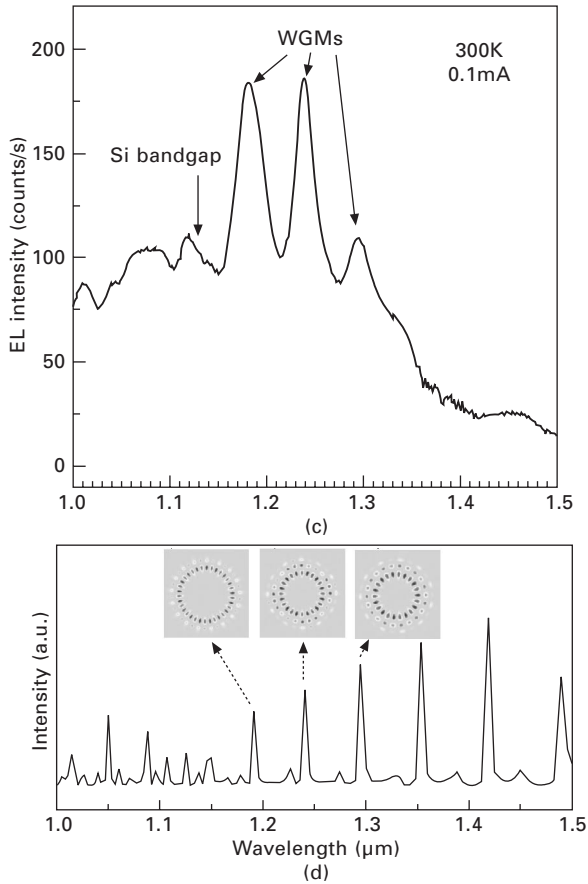 200
150
100
50
0
EL intensity (counts/s)
WGMs
300K
0.1mA
Si bandgap
1.0 1.1 1.2 1.3 1.4 1.5
(c)
Intensity (a.u.)
1.0 1.1 1.2 1.3 1.4 1.5
Wavelength (μm)
(d)